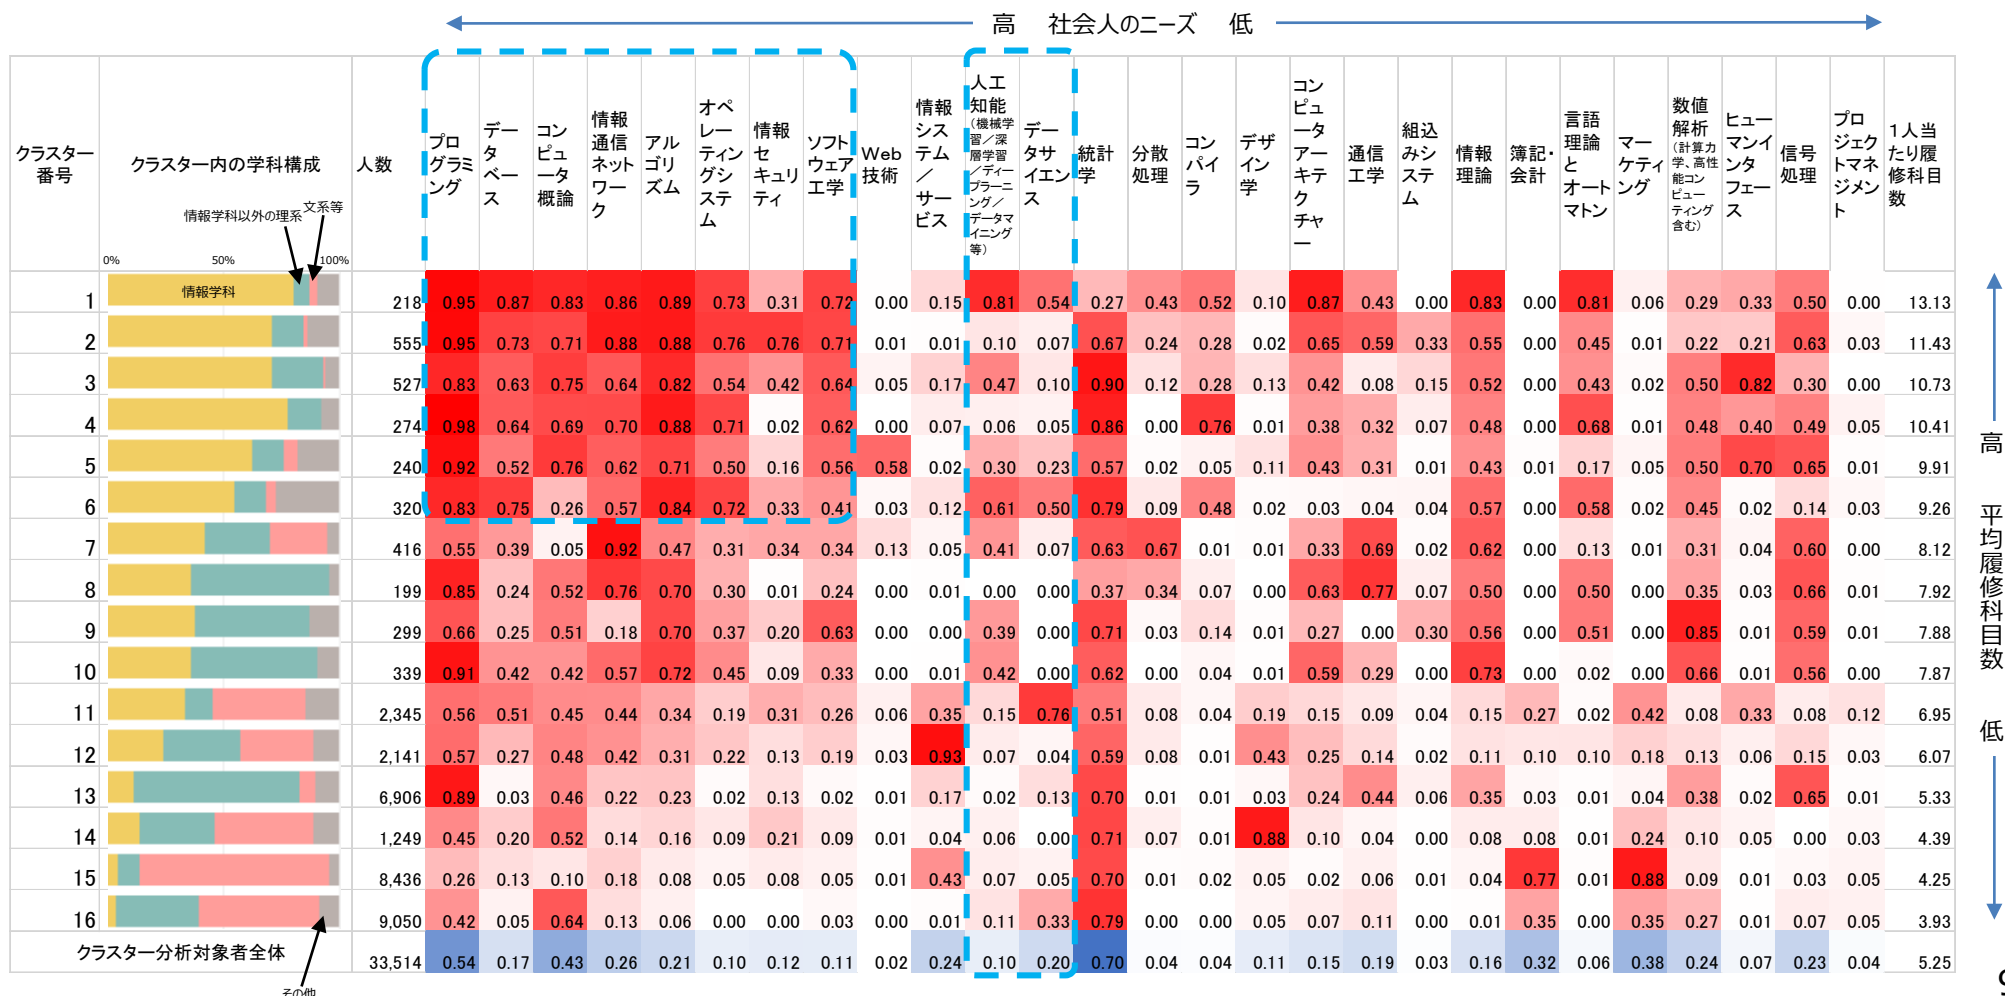 高 社会人のニーズ 低
クラスター番号 クラスター内の学科構成 人数 プログラミング データベース コンピュータ概論 情報通信ネットワーク アルゴリズム オペレーティングシステム 情報セキュリティ ソフトウェア工学 Web技術 情報システム/サービス 人工知能(機械学習/深層学習/ディープラーニング/データマイニング等) データサイエンス 統計学 分散処理 コンパイラ デザイン学 コンピュータアーキテクチャー 通信工学 組込みシステム 情報理論 簿記・会計 言語理論とオートマトン マーケティング 数値解析(計算力学、高性能コンピューティング含む) ヒューマンインタフェース 信号処理 プロジェクトマネジメント 1人当たり履修科目数
情報学科以外の理系 文系等
0% 50% 100%
1 情報学科 218 0.95 0.87 0.83 0.86 0.89 0.73 0.31 0.72 0.00 0.15 0.81 0.54 0.27 0.43 0.52 0.10 0.87 0.43 0.00 0.83 0.00 0.81 0.06 0.29 0.33 0.50 0.00 13.13
2 555 0.95 0.73 0.71 0.88 0.88 0.76 0.76 0.71 0.01 0.01 0.10 0.07 0.67 0.24 0.28 0.02 0.65 0.59 0.33 0.55 0.00 0.45 0.01 0.22 0.21 0.63 0.03 11.43
3 527 0.83 0.63 0.75 0.64 0.82 0.54 0.42 0.64 0.05 0.17 0.47 0.10 0.90 0.12 0.28 0.13 0.42 0.08 0.15 0.52 0.00 0.43 0.02 0.50 0.82 0.30 0.00 10.73
4 274 0.98 0.64 0.69 0.70 0.88 0.71 0.02 0.62 0.00 0.07 0.06 0.05 0.86 0.00 0.76 0.01 0.38 0.32 0.07 0.48 0.00 0.68 0.01 0.48 0.40 0.49 0.05 10.41
5 240 0.92 0.52 0.76 0.62 0.71 0.50 0.16 0.56 0.58 0.02 0.30 0.23 0.57 0.02 0.05 0.11 0.43 0.31 0.01 0.43 0.01 0.17 0.05 0.50 0.70 0.65 0.01 9.91
6 320 0.83 0.75 0.26 0.57 0.84 0.72 0.33 0.41 0.03 0.12 0.61 0.50 0.79 0.09 0.48 0.02 0.03 0.04 0.04 0.57 0.00 0.58 0.02 0.45 0.02 0.14 0.03 9.26
7 416 0.55 0.39 0.05 0.92 0.47 0.31 0.34 0.34 0.13 0.05 0.41 0.07 0.63 0.67 0.01 0.01 0.33 0.69 0.02 0.62 0.00 0.13 0.01 0.31 0.04 0.60 0.00 8.12
8 199 0.85 0.24 0.52 0.76 0.70 0.30 0.01 0.24 0.00 0.01 0.00 0.00 0.37 0.34 0.07 0.00 0.63 0.77 0.07 0.50 0.00 0.50 0.00 0.35 0.03 0.66 0.01 7.92
9 299 0.66 0.25 0.51 0.18 0.70 0.37 0.20 0.63 0.00 0.00 0.39 0.00 0.71 0.03 0.14 0.01 0.27 0.00 0.30 0.56 0.00 0.51 0.00 0.85 0.01 0.59 0.01 7.88
10 339 0.91 0.42 0.42 0.57 0.72 0.45 0.09 0.33 0.00 0.01 0.42 0.00 0.62 0.00 0.04 0.01 0.59 0.29 0.00 0.73 0.00 0.02 0.00 0.66 0.01 0.56 0.00 7.87
11 2,345 0.56 0.51 0.45 0.44 0.34 0.19 0.31 0.26 0.06 0.35 0.15 0.76 0.51 0.08 0.04 0.19 0.15 0.09 0.04 0.15 0.27 0.02 0.42 0.08 0.33 0.08 0.12 6.95
12 2,141 0.57 0.27 0.48 0.42 0.31 0.22 0.13 0.19 0.03 0.93 0.07 0.04 0.59 0.08 0.01 0.43 0.25 0.14 0.02 0.11 0.10 0.10 0.18 0.13 0.06 0.15 0.03 6.07
13 6,906 0.89 0.03 0.46 0.22 0.23 0.02 0.13 0.02 0.01 0.17 0.02 0.13 0.70 0.01 0.01 0.03 0.24 0.44 0.06 0.35 0.03 0.01 0.04 0.38 0.02 0.65 0.01 5.33
14 1,249 0.45 0.20 0.52 0.14 0.16 0.09 0.21 0.09 0.01 0.04 0.06 0.00 0.71 0.07 0.01 0.88 0.10 0.04 0.00 0.08 0.08 0.01 0.24 0.10 0.05 0.00 0.03 4.39
15 8,436 0.26 0.13 0.10 0.18 0.08 0.05 0.08 0.05 0.01 0.43 0.07 0.05 0.70 0.01 0.02 0.05 0.02 0.06 0.01 0.04 0.77 0.01 0.88 0.09 0.01 0.03 0.05 4.25
16 9,050 0.42 0.05 0.64 0.13 0.06 0.00 0.00 0.03 0.00 0.01 0.11 0.33 0.79 0.00 0.00 0.05 0.07 0.11 0.00 0.01 0.35 0.00 0.35 0.27 0.01 0.07 0.05 3.93
クラスター分析対象者全体 33,514 0.54 0.17 0.43 0.26 0.21 0.10 0.12 0.11 0.02 0.24 0.10 0.20 0.70 0.04 0.04 0.11 0.15 0.19 0.03 0.16 0.32 0.06 0.38 0.24 0.07 0.23 0.04 5.25
その他
高 平均履修科目数 低